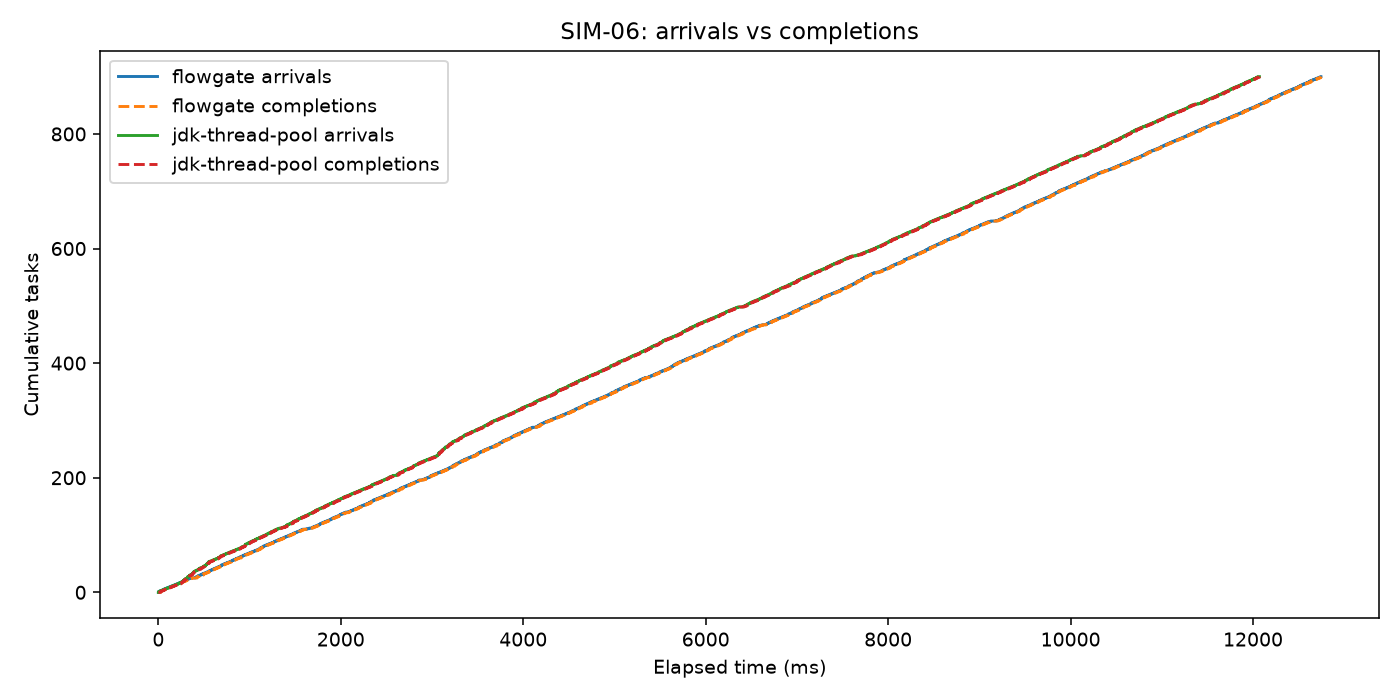 SIM-06: arrivals vs completions
flowgate arrivals
flowgate completions
jdk-thread-pool arrivals
jdk-thread-pool completions
Cumulative tasks
800
600
400
200
0
0 2000 4000 6000 8000 10000 12000
Elapsed time (ms)